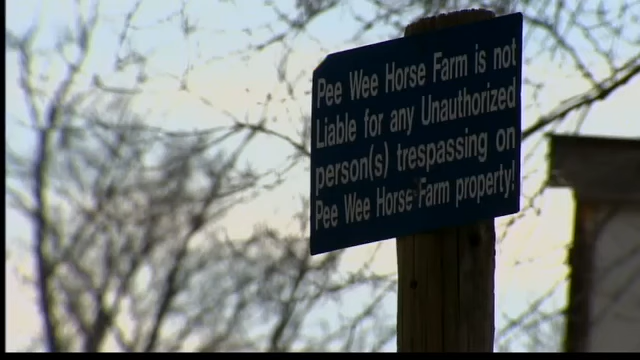 Pee Wee Horse Farm is not
Liable for any Unauthorized
person(s) trespassing on
Pee Wee Horse Farm property!